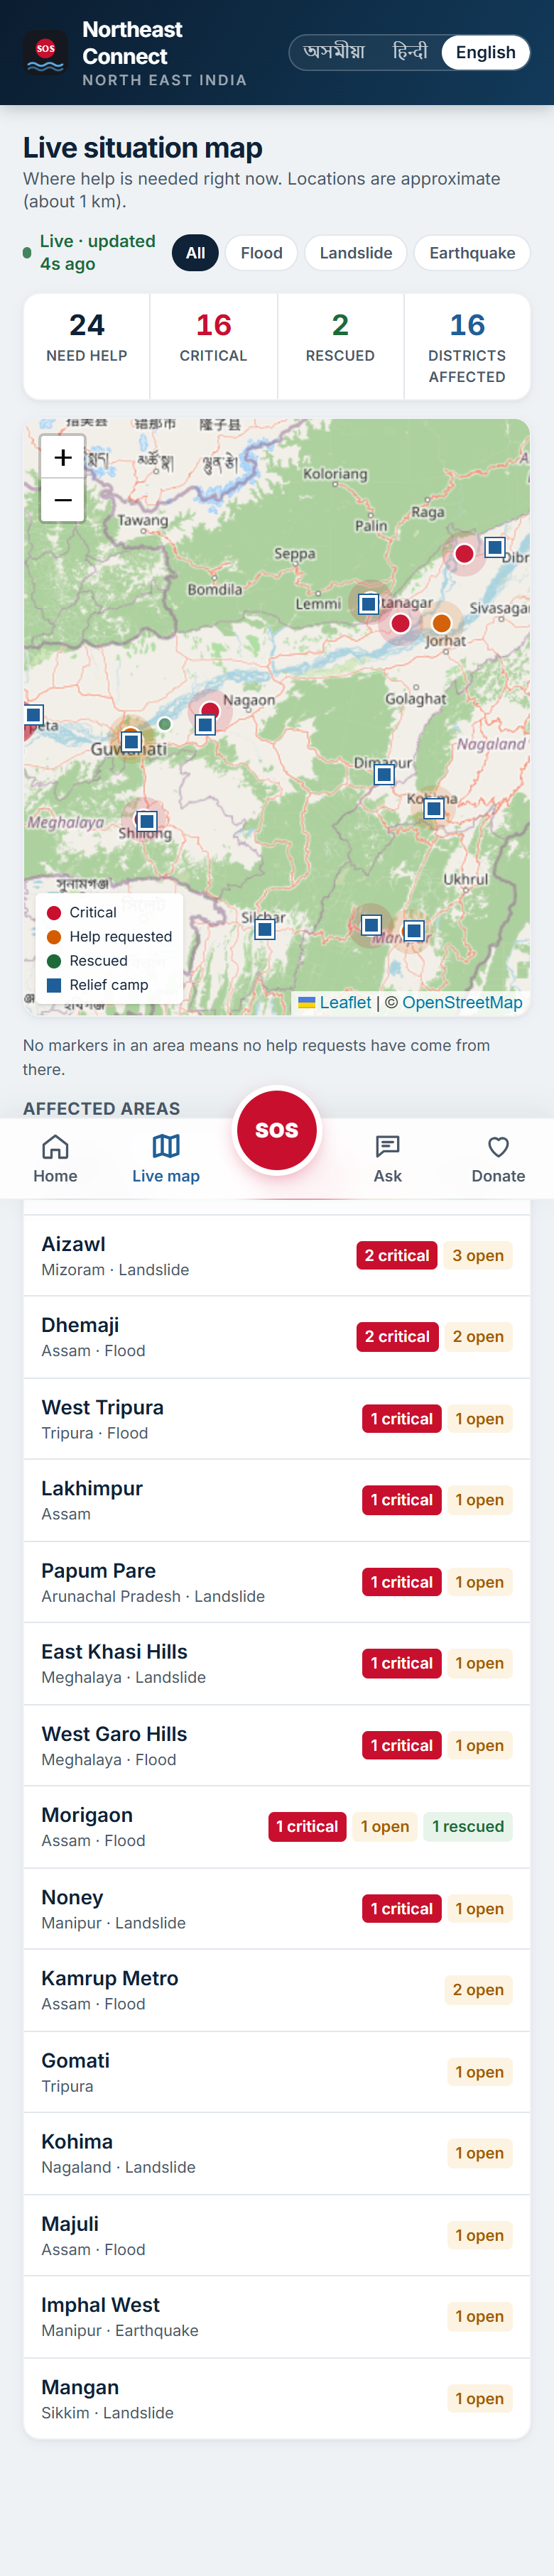 SOS
Northeast
Connect
NORTH EAST INDIA
অসমীয়া
हिन्दी
English
Live situation map
Where help is needed right now. Locations are approximate
(about 1 km).
Live · updated
4s ago
All
Flood
Landslide
Earthquake
24
NEED HELP
16
CRITICAL
2
RESCUED
16
DISTRICTS
AFFECTED
+
−
Koloriang
Tawang
Palin
Raga
Seppa
Bomdila
Lemmi
tanagar
Sivasagar
Jorhat
Nagaon
Golaghat
Guwahati
Nagaland
Dimapur
Kohima
Meghalaya
Shillong
সুনামগঞ্জ
Ukhrul
Silchar
Manipur
Critical
Help requested
Rescued
Relief camp
Leaflet | © OpenStreetMap
No markers in an area means no help requests have come from
there.
AFFECTED AREAS
Home
Live map
SOS
Ask
Donate
Aizawl
Mizoram · Landslide
2 critical
3 open
Dhemaji
Assam · Flood
2 critical
2 open
West Tripura
Tripura · Flood
1 critical
1 open
Lakhimpur
Assam
1 critical
1 open
Papum Pare
Arunachal Pradesh · Landslide
1 critical
1 open
East Khasi Hills
Meghalaya · Landslide
1 critical
1 open
West Garo Hills
Meghalaya · Flood
1 critical
1 open
Morigaon
Assam · Flood
1 critical
1 open
1 rescued
Noney
Manipur · Landslide
1 critical
1 open
Kamrup Metro
Assam · Flood
2 open
Gomati
Tripura
1 open
Kohima
Nagaland · Landslide
1 open
Majuli
Assam · Flood
1 open
Imphal West
Manipur · Earthquake
1 open
Mangan
Sikkim · Landslide
1 open